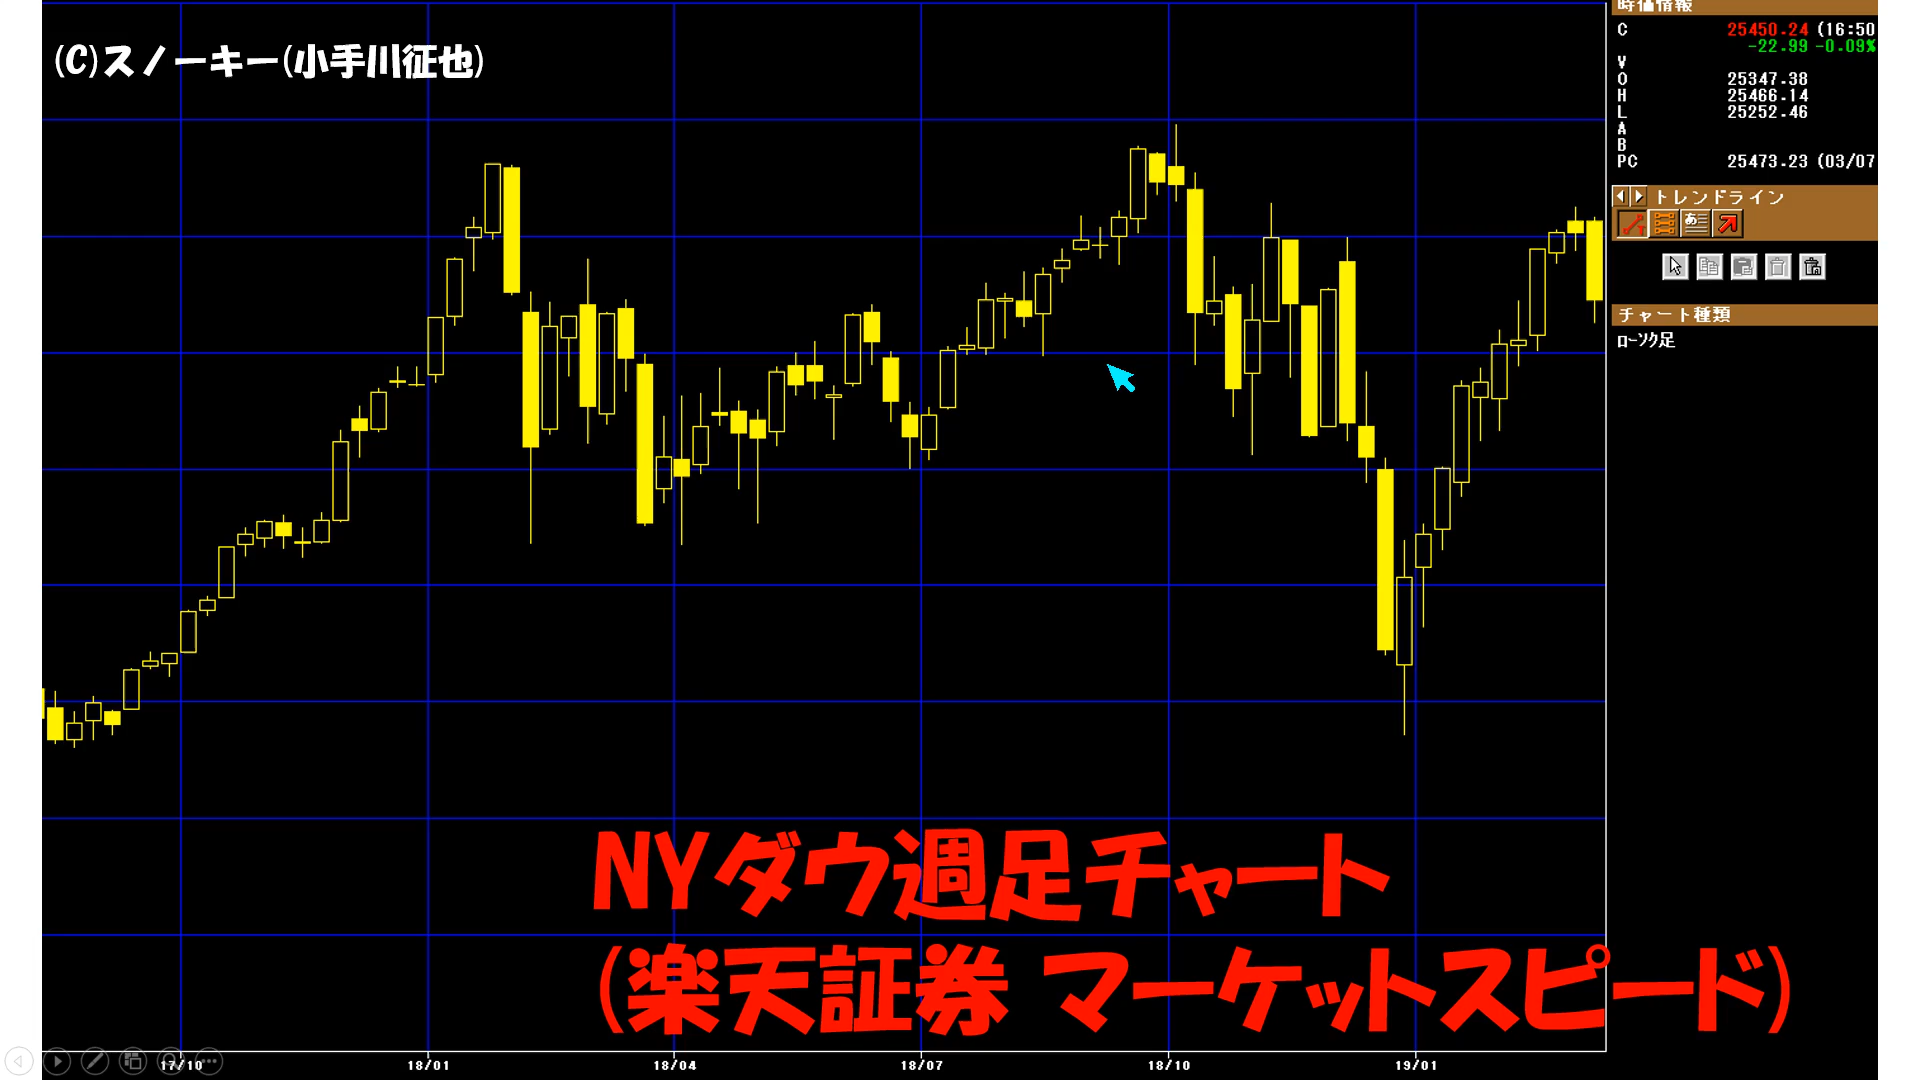 (C)スノーキー(小手川征也)
時価情報
C 25450.24 (16:50
-22.99 -0.09%
V
O 25347.38
H 25466.14
L 25252.46
A
B
PC 25473.23 (03/07
トレンドライン
チャート種類
ﾛｰｿｸ足
NYダウ週足チャート
(楽天証券 マーケットスピード)
17/10 18/01 18/04 18/07 18/10 19/01